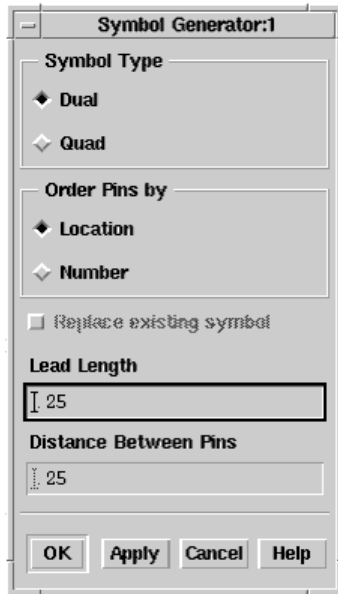 Symbol Generator:1
Symbol Type
Dual
Quad
Order Pins by
Location
Number
Replace existing symbol
Lead Length
.25
Distance Between Pins
.25
OK Apply Cancel Help